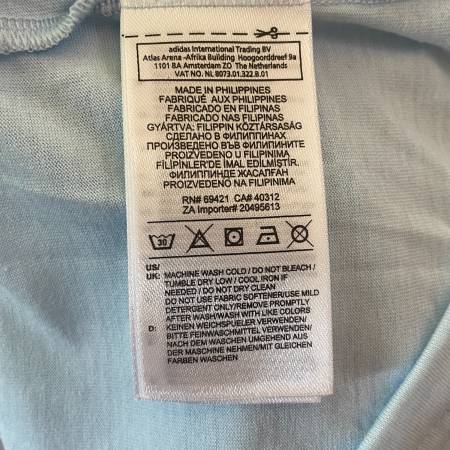 adidas International Trading BV
Atlas Arena -Afrika Building Hoogoorddreef 9a
1101 BA Amsterdam ZO The Netherlands
VAT NO. NL 8073.01.322.B.01
MADE IN PHILIPPINES
FABRIQUÉ AUX PHILIPPINES
FABRICADO EN FILIPINAS
FABRICADO NAS FILIPINAS
GYÁRTVA: FILIPPIN KÖZTÁRSASÁG
СДЕЛАНО В ФИЛИППИНАХ
ПРОИЗВЕДЕНО ВЪВ ФИЛИПИНИ
PROIZVEDENO U FILIPINIMA
FİLİPİNLER'DE İMAL EDİLMİŞTİR.
ФИЛИППИНДЕ ЖАСАЛҒАН
PROIZVEDENO NA FILIPINIMA
RN# 69421 CA# 40312
ZA Importer# 20495613
30
US/
UK: MACHINE WASH COLD / DO NOT BLEACH /
TUMBLE DRY LOW / COOL IRON IF
NEEDED / DO NOT DRY CLEAN
DO NOT USE FABRIC SOFTENER/USE MILD
DETERGENT ONLY/REMOVE PROMPTLY
AFTER WASH/WASH WITH LIKE COLORS
D: KEINEN WEICHSPUELER VERWENDEN/
BITTE FEINWASCHMITTEL VERWENDEN/
NACH DEM WASCHEN UMGEHEND AUS
DER MASCHINE NEHMEN/MIT GLEICHEN
FARBEN WASCHEN